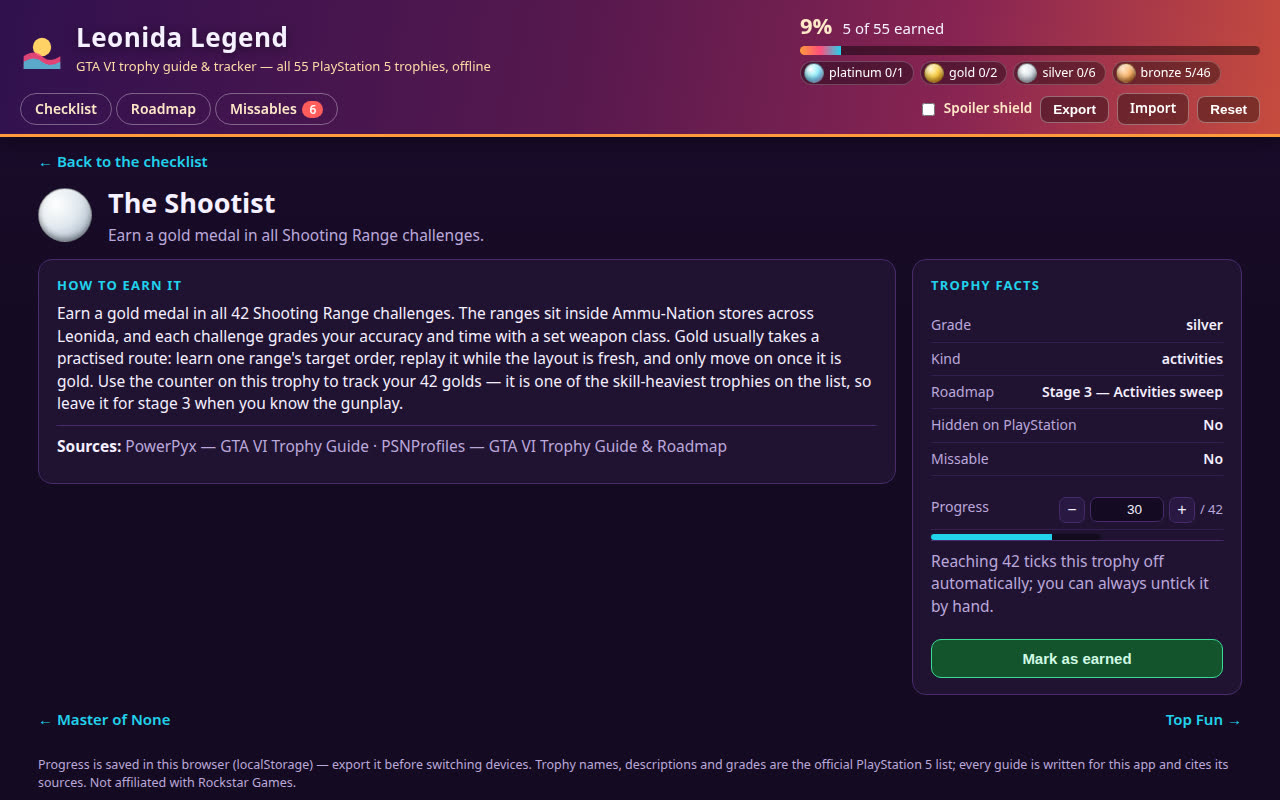 Leonida Legend
GTA VI trophy guide & tracker — all 55 PlayStation 5 trophies, offline
9% 5 of 55 earned
platinum 0/1 gold 0/2 silver 0/6 bronze 5/46
Checklist Roadmap Missables 6
Spoiler shield Export Import Reset
← Back to the checklist
The Shootist
Earn a gold medal in all Shooting Range challenges.
HOW TO EARN IT
Earn a gold medal in all 42 Shooting Range challenges. The ranges sit inside Ammu-Nation stores across
Leonida, and each challenge grades your accuracy and time with a set weapon class. Gold usually takes a
practised route: learn one range's target order, replay it while the layout is fresh, and only move on once it is
gold. Use the counter on this trophy to track your 42 golds — it is one of the skill-heaviest trophies on the list, so
leave it for stage 3 when you know the gunplay.
Sources: PowerPyx — GTA VI Trophy Guide · PSNProfiles — GTA VI Trophy Guide & Roadmap
TROPHY FACTS
Grade silver
Kind activities
Roadmap Stage 3 — Activities sweep
Hidden on PlayStation No
Missable No
Progress − 30 + / 42
Reaching 42 ticks this trophy off
automatically; you can always untick it
by hand.
Mark as earned
← Master of None
Top Fun →
Progress is saved in this browser (localStorage) — export it before switching devices. Trophy names, descriptions and grades are the official PlayStation 5 list; every guide is written for this app and cites its
sources. Not affiliated with Rockstar Games.